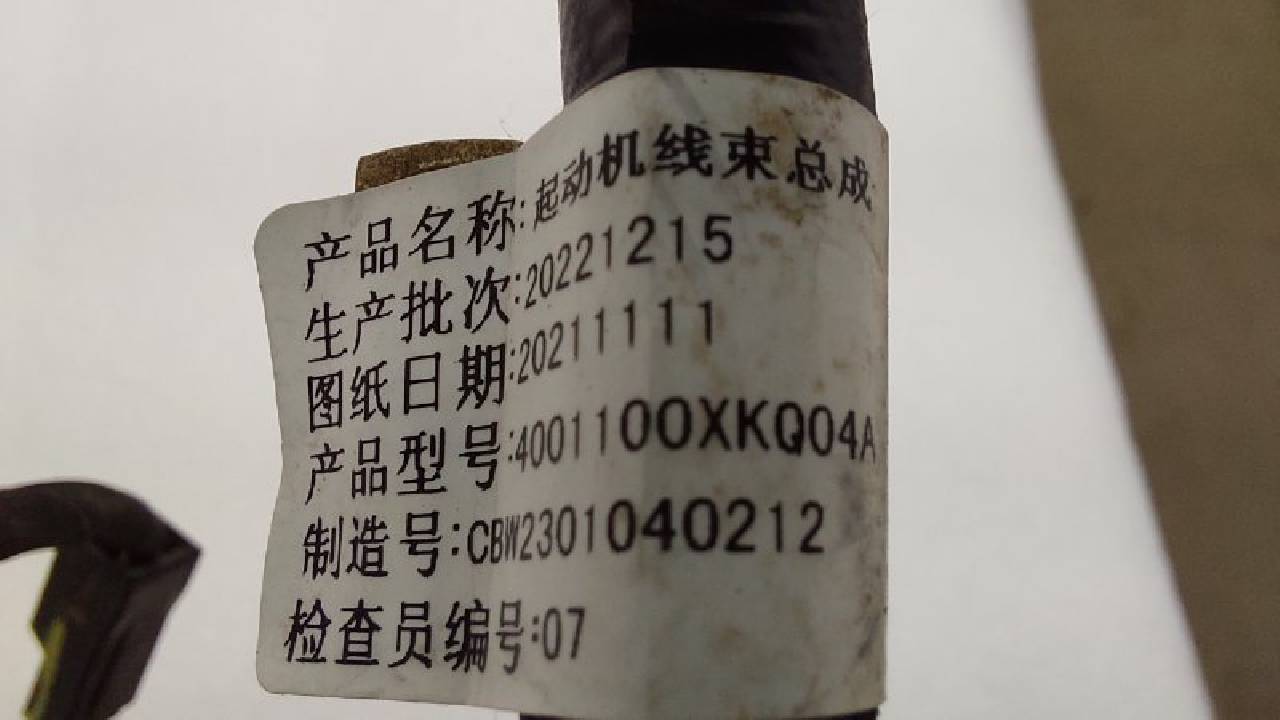 产品名称:起动机线束总成
生产批次:20221215
图纸日期:20211111
产品型号:4001100XKQ04A
制造号:CBW2301040212
检查员编号:07